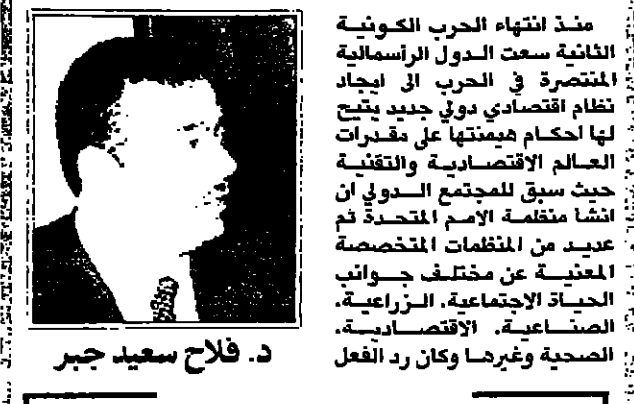 منذ انتهاء الحرب الكونية
الثانية سعت الدول الرأسمالية
المنتصرة في الحرب الى ايجاد
نظام اقتصادي دولي جديد يتيح
لها احكام هيمنتها على مقدرات
العالم الاقتصادية والتقنية
حيث سبق للمجتمع الدولي ان
انشا منظمة الامم المتحدة ثم
عديد من المنظمات المتخصصة
المعنية عن مختلف جوانب
الحياة الاجتماعية، الزراعية،
الصناعية، الاقتصادية،
الصحية وغيرها وكان رد الفعل
د. فلاح سعيد جبر